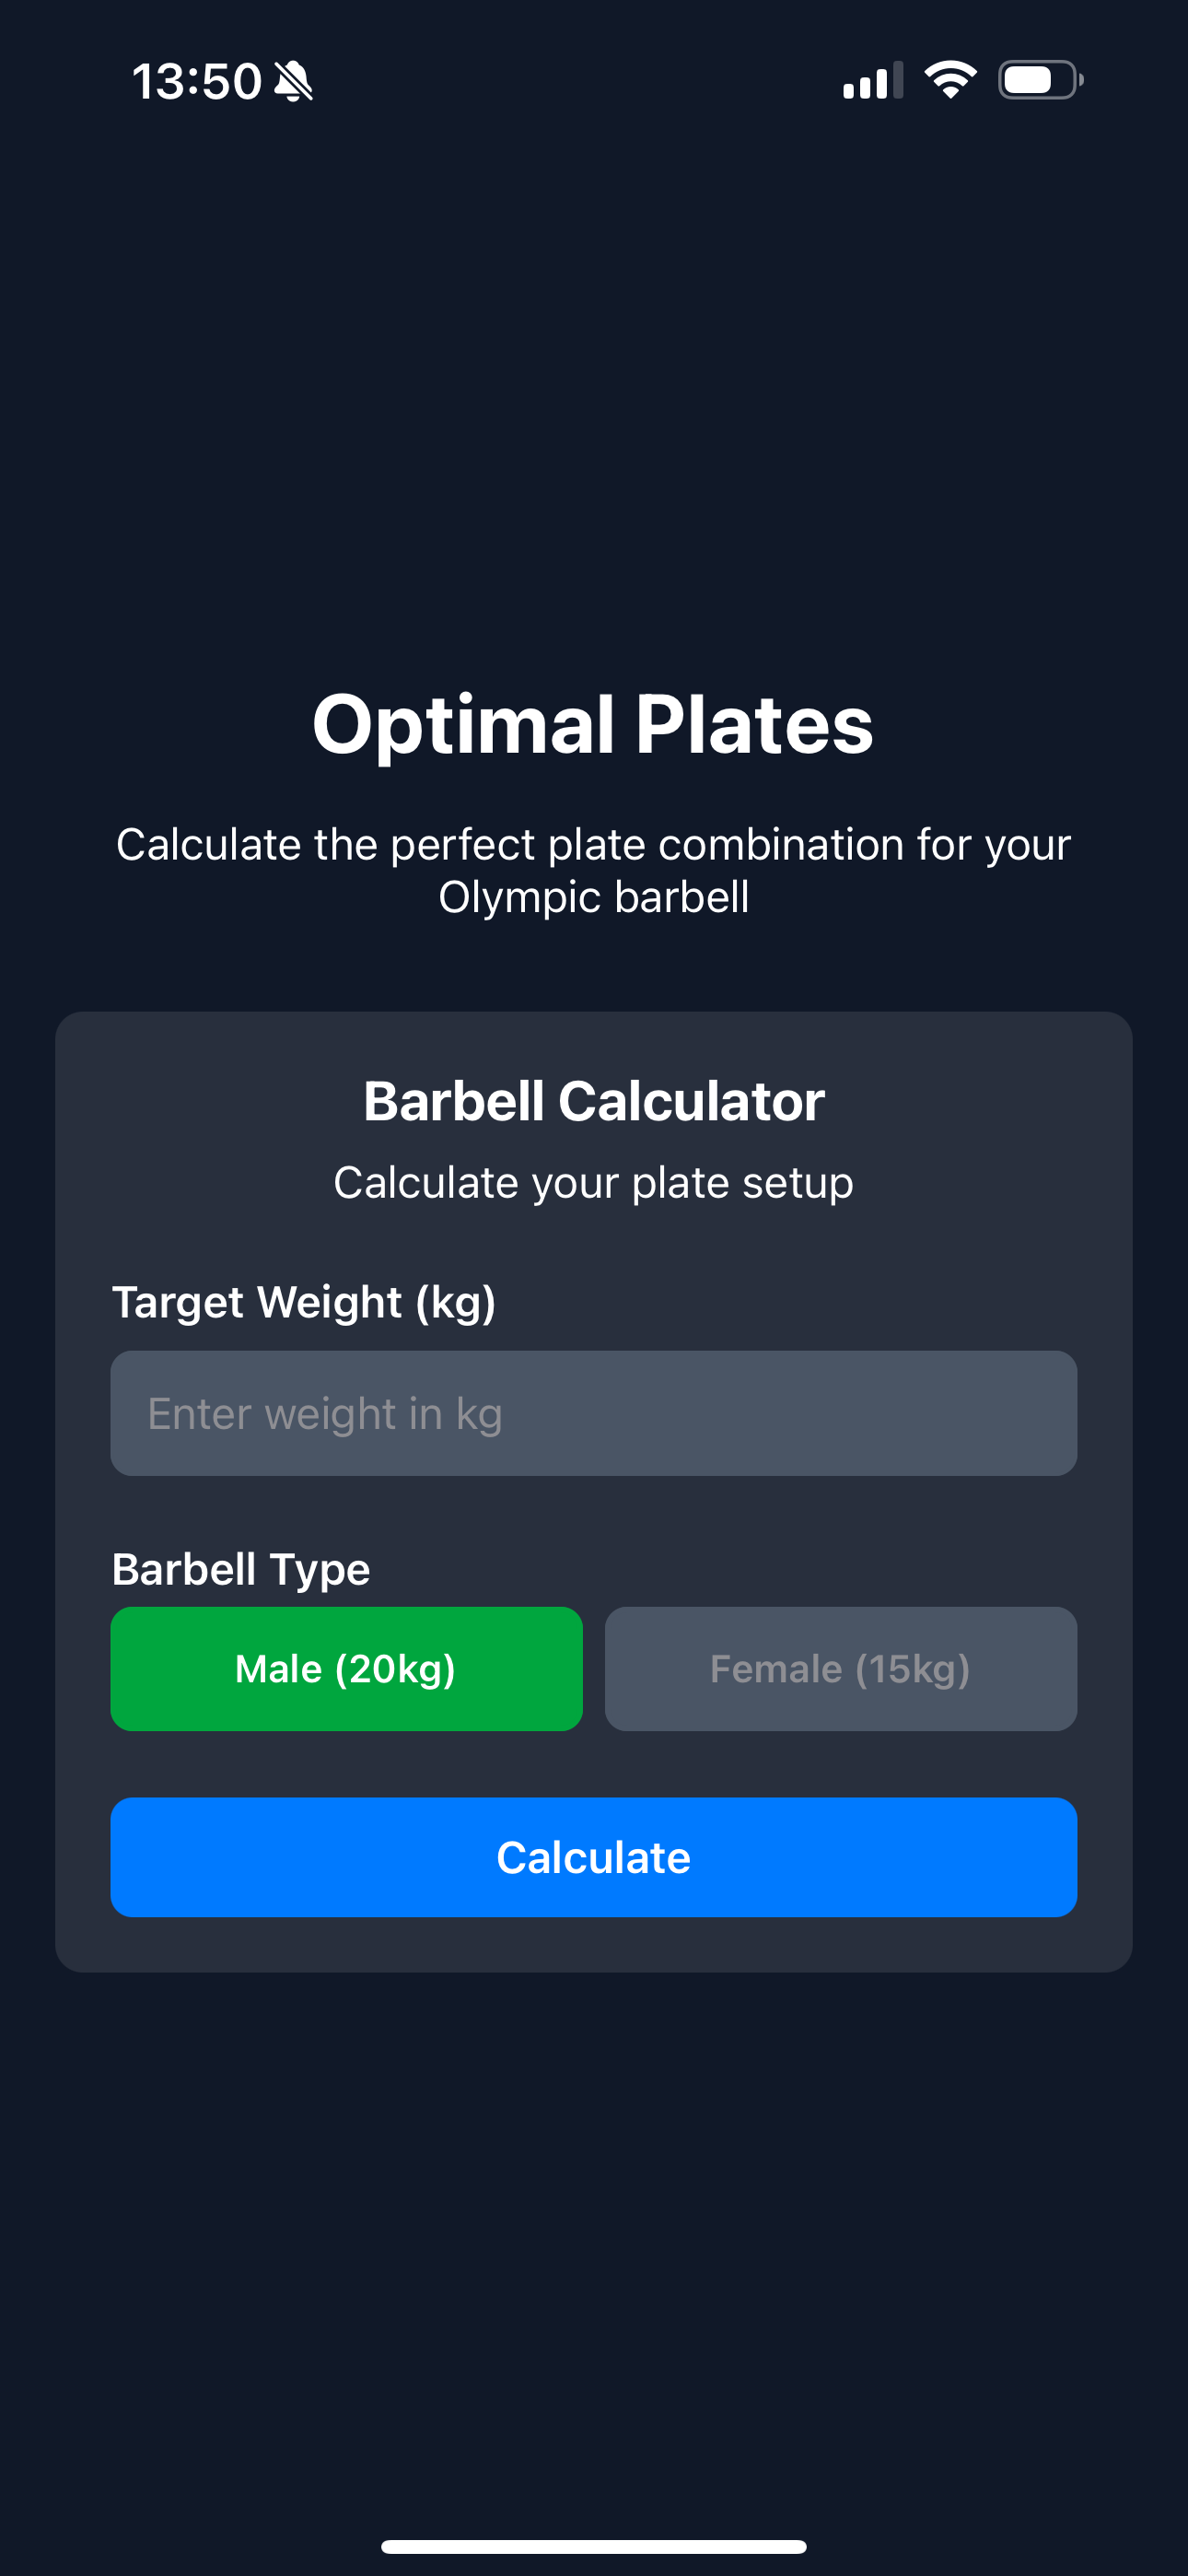 13:50
Optimal Plates
Calculate the perfect plate combination for your
Olympic barbell
Barbell Calculator
Calculate your plate setup
Target Weight (kg)
Enter weight in kg
Barbell Type
Male (20kg)
Female (15kg)
Calculate